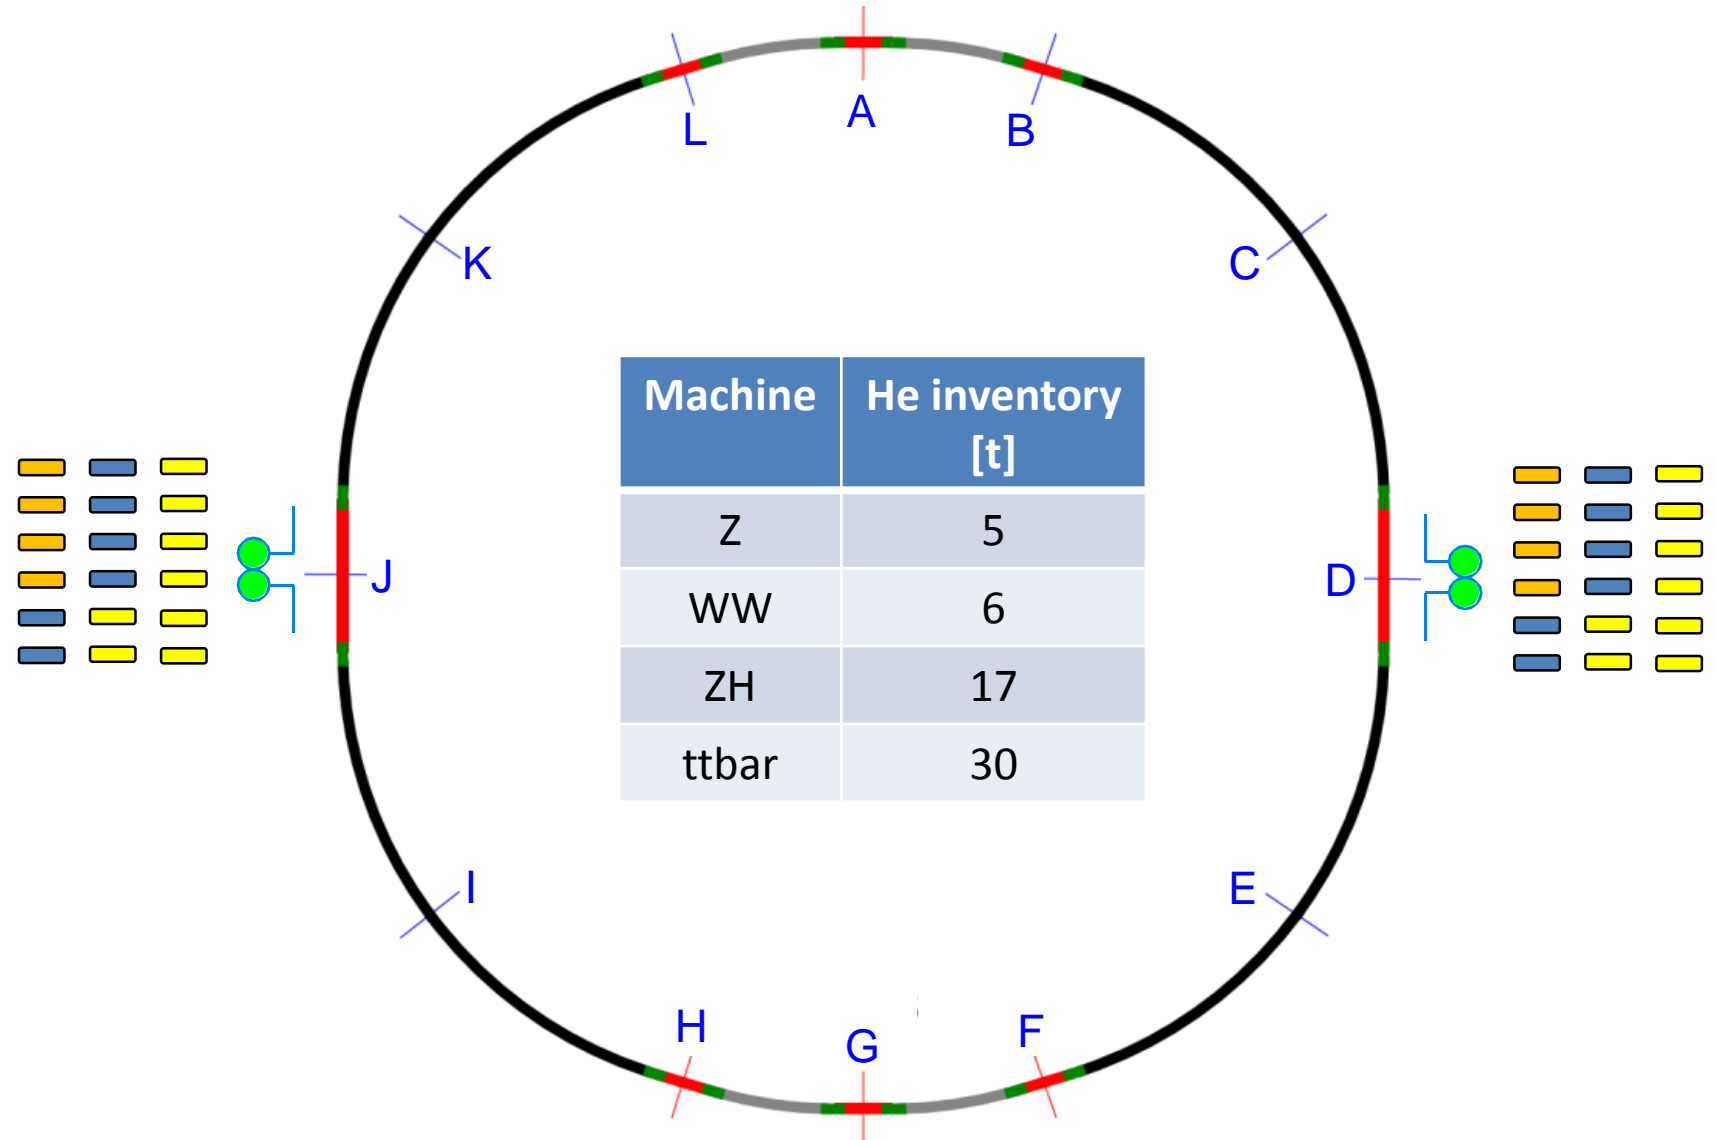 A
L
B
K
C
Machine He inventory
[t]
Z 5
J
D
WW 6
ZH 17
ttbar 30
I
E
H
G
F